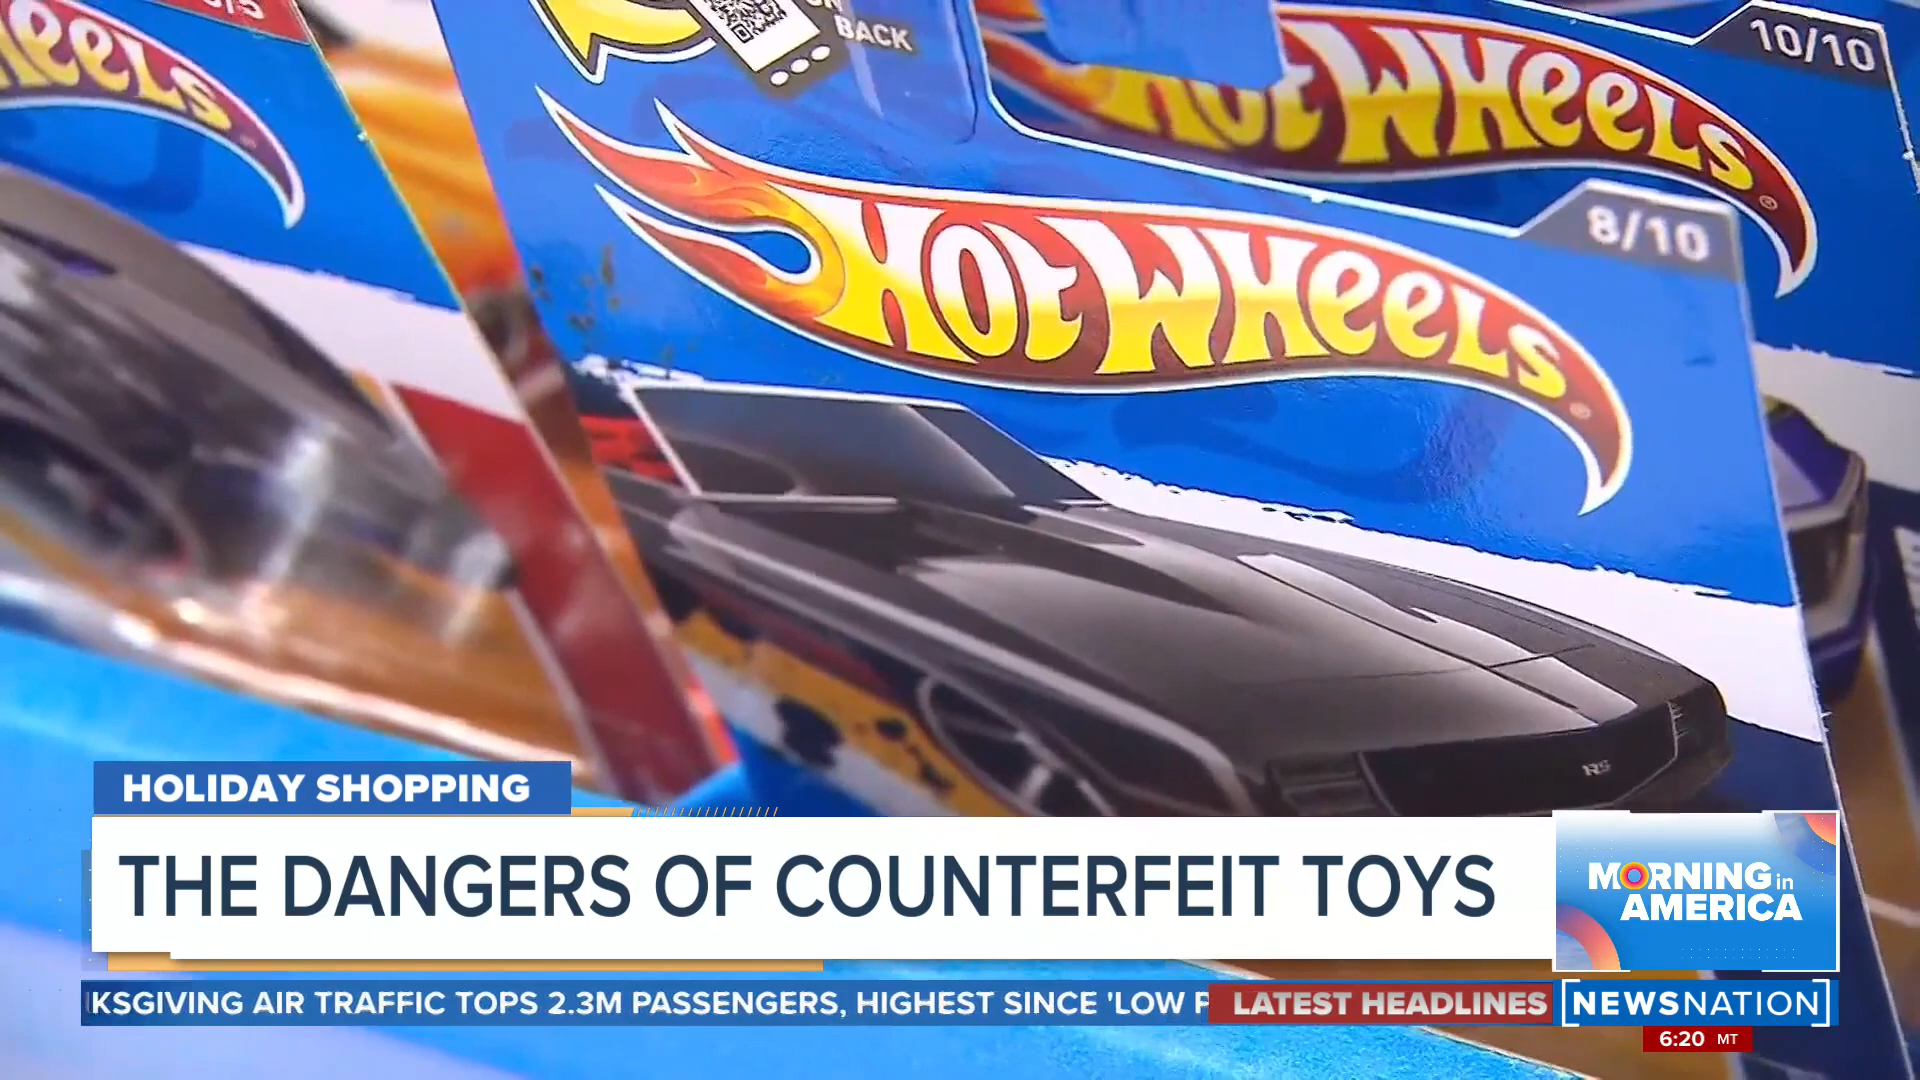 BACK
10/10
HOT WHEELS
HEELS
8/10
HOT WHEELS
RS
HOLIDAY SHOPPING
THE DANGERS OF COUNTERFEIT TOYS
MORNING in
AMERICA
KSGIVING AIR TRAFFIC TOPS 2.3M PASSENGERS, HIGHEST SINCE 'LOW P
LATEST HEADLINES
NEWSNATION
6:20 MT